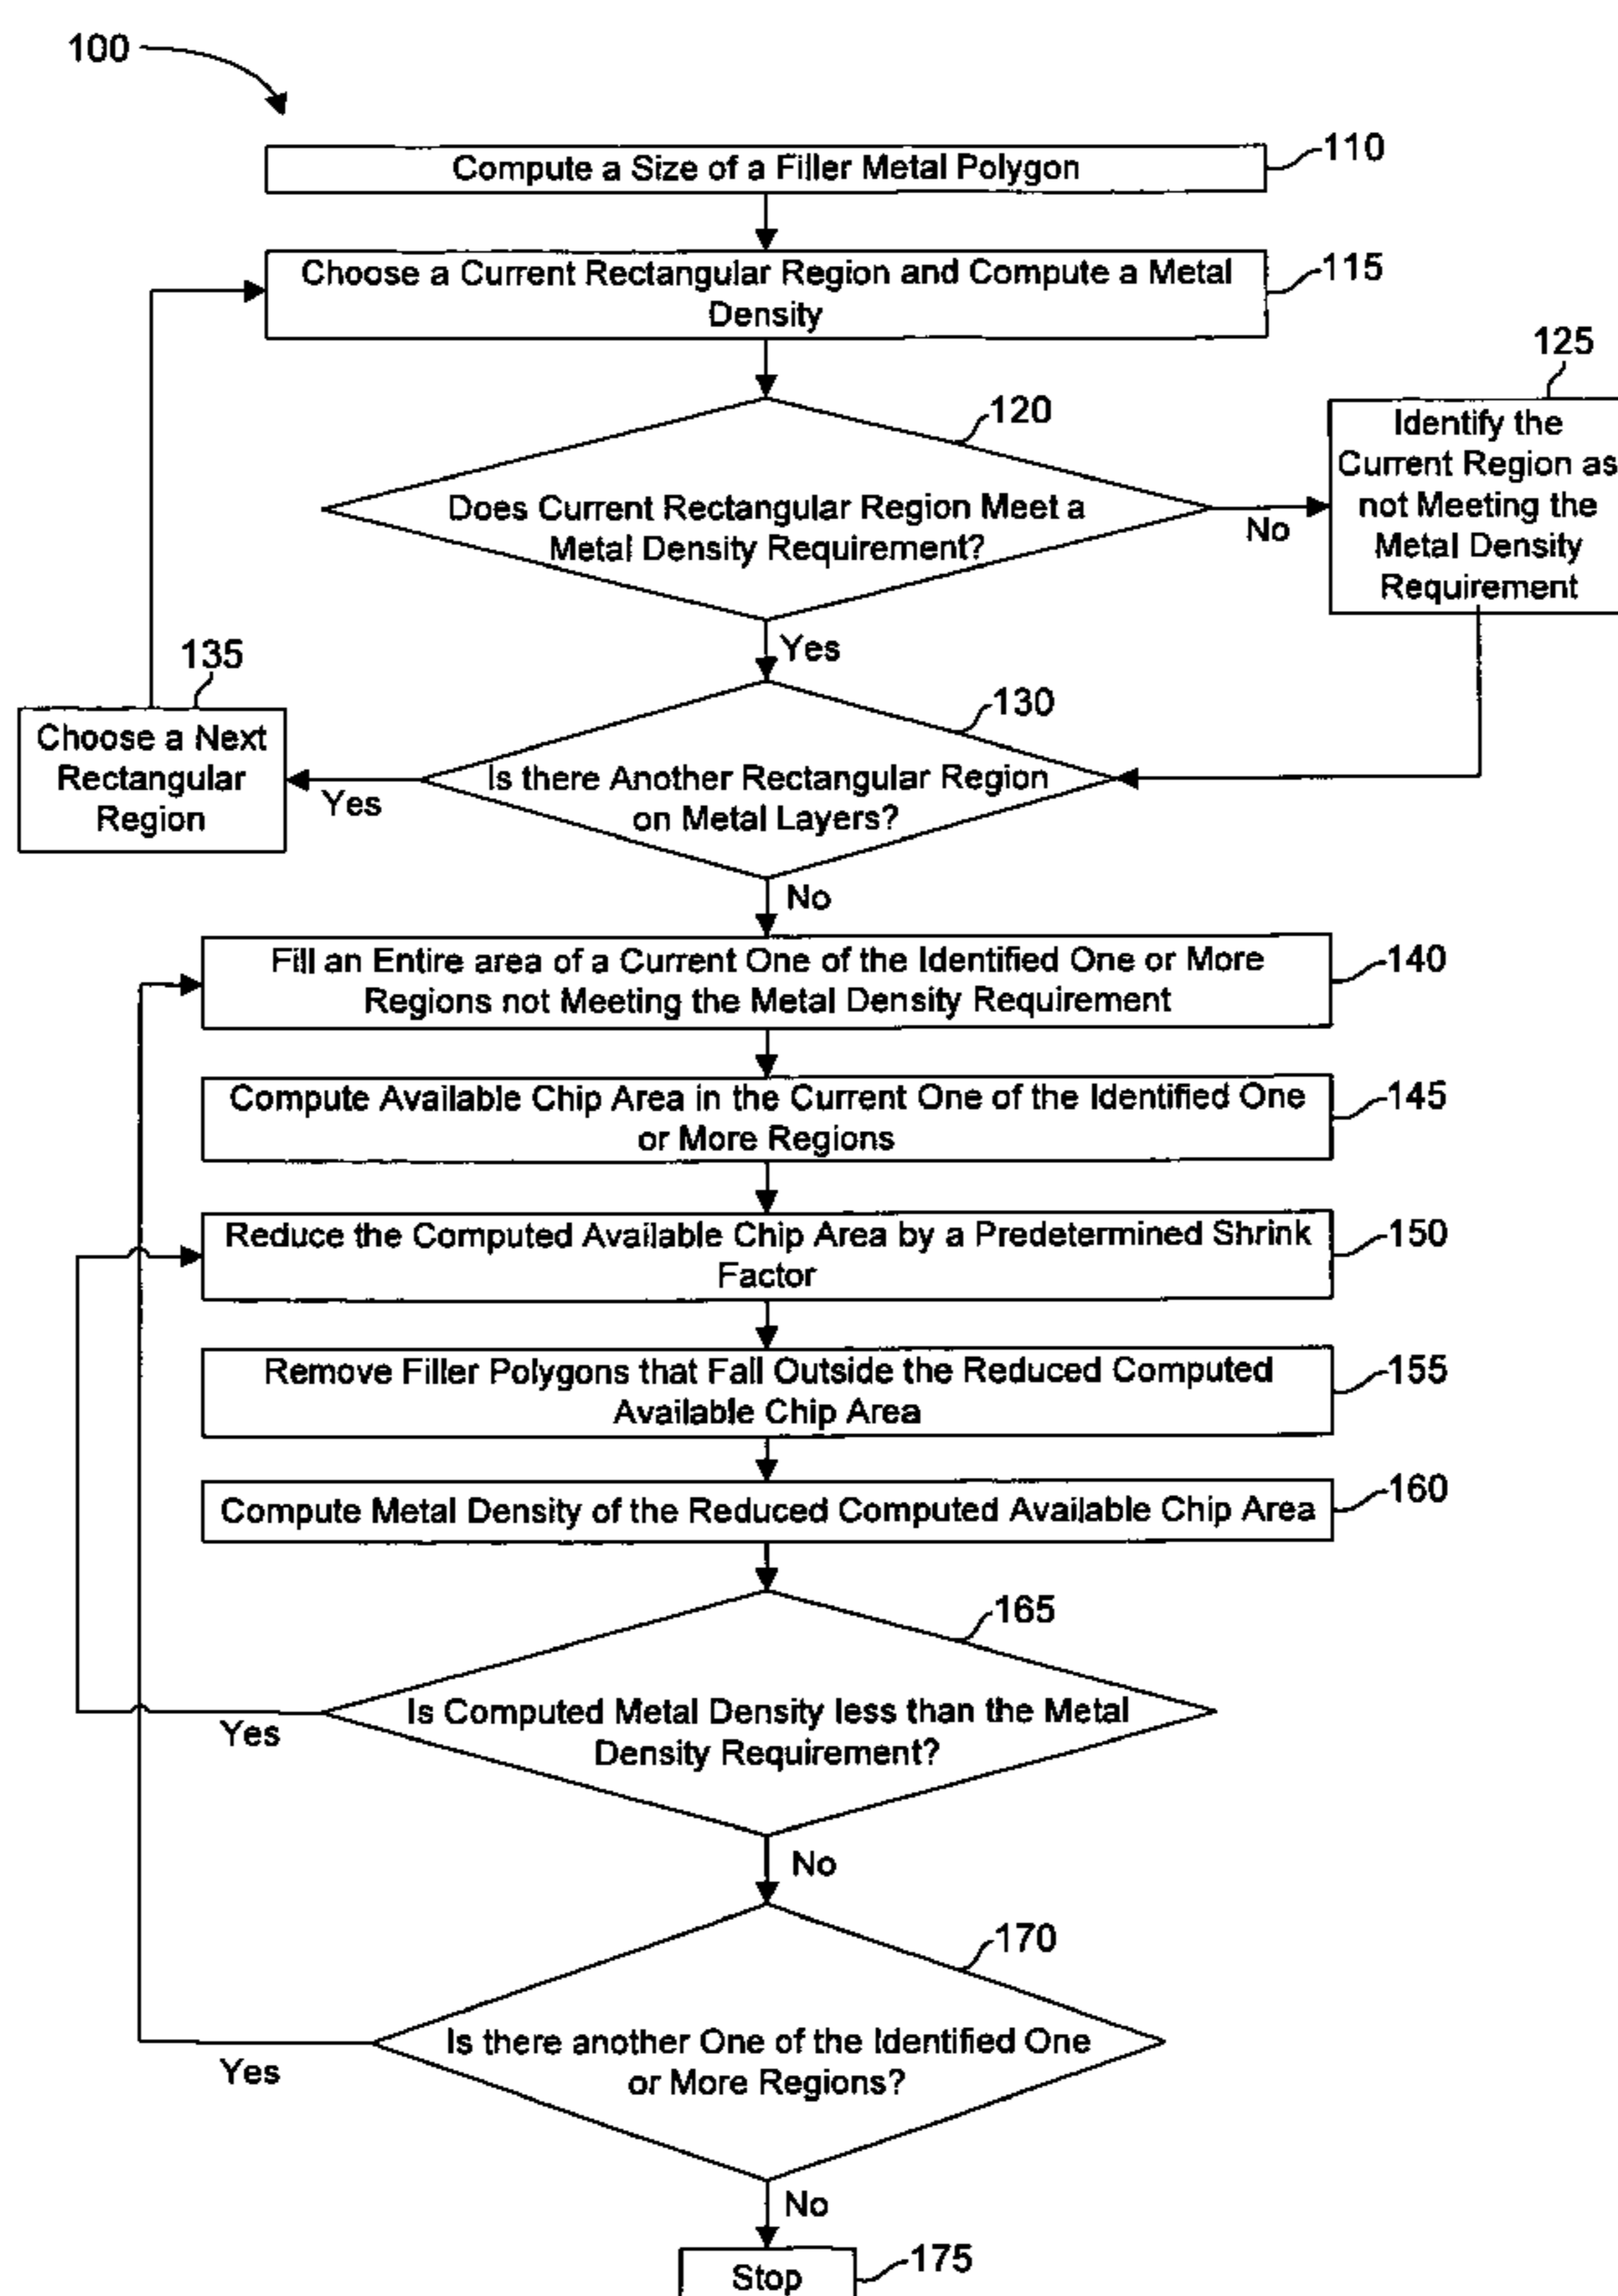 100
Compute a Size of a Filler Metal Polygon
110
Choose a Current Rectangular Region and Compute a Metal
Density
115
120
Does Current Rectangular Region Meet a
Metal Density Requirement?
No
125
Identify the
Current Region as
not Meeting the
Metal Density
Requirement
Yes
130
Is there Another Rectangular Region
on Metal Layers?
Yes
135
Choose a Next
Rectangular
Region
No
Fill an Entire area of a Current One of the Identified One or More
Regions not Meeting the Metal Density Requirement
140
Compute Available Chip Area in the Current One of the Identified One
or More Regions
145
Reduce the Computed Available Chip Area by a Predetermined Shrink
Factor
150
Remove Filler Polygons that Fall Outside the Reduced Computed
Available Chip Area
155
Compute Metal Density of the Reduced Computed Available Chip Area
160
165
Is Computed Metal Density less than the Metal
Density Requirement?
Yes
No
170
Is there another One of the Identified One
or More Regions?
Yes
No
Stop
175